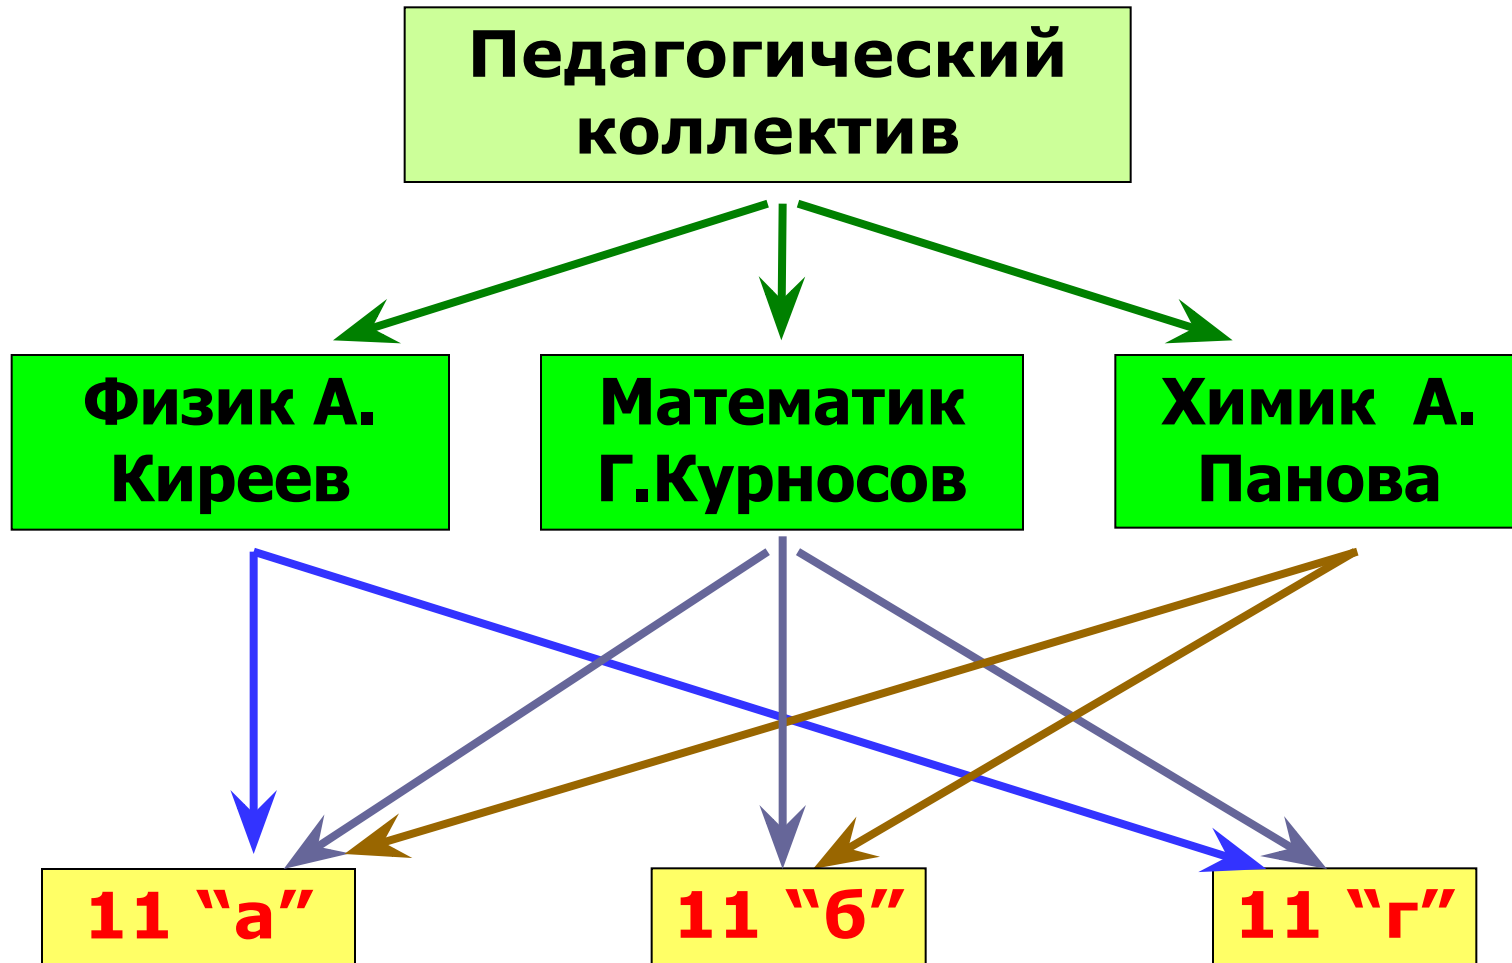 Педагогический
коллектив
Физик А.
Киреев
Математик
Г.Курносов
Химик  А.
Панова
11 “а”
11 “б”
11 “г”